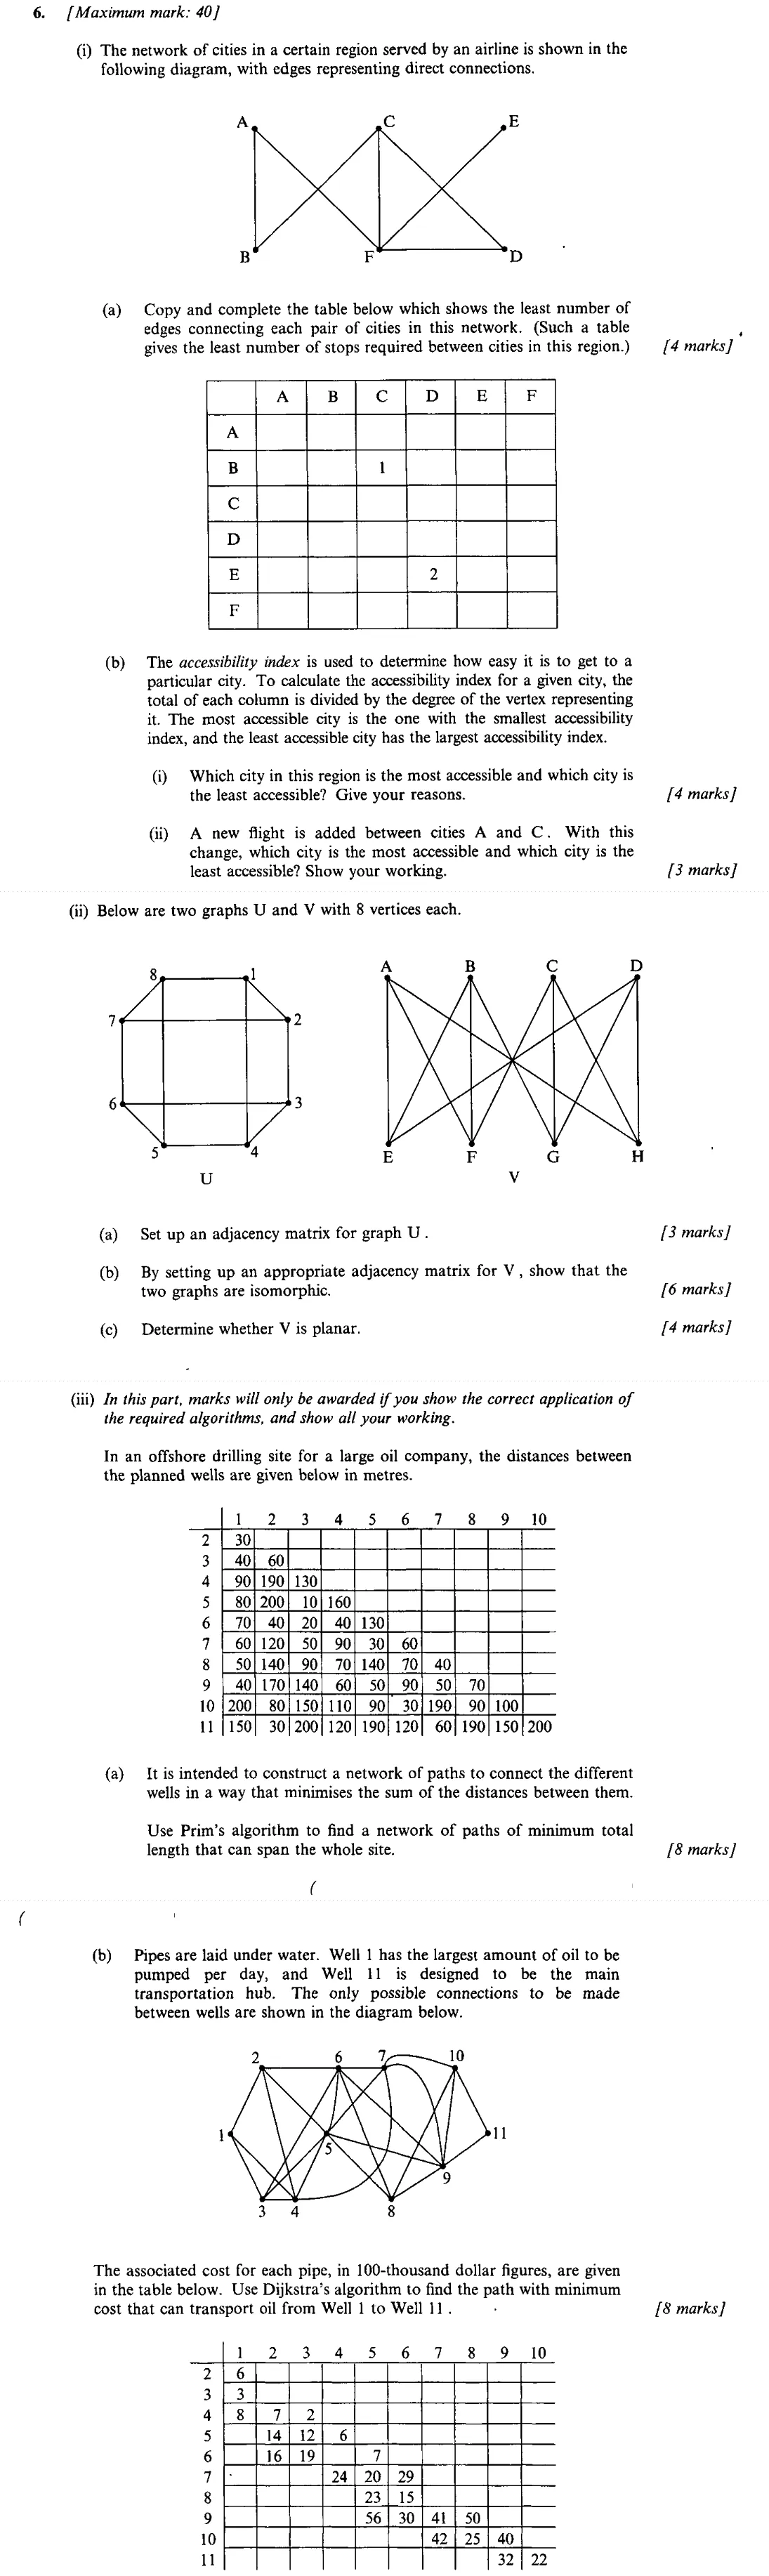 6. [Maximum mark: 40]
(i) The network of cities in a certain region served by an airline is shown in the
following diagram, with edges representing direct connections.
A C E
B F D
(a) Copy and complete the table below which shows the least number of
edges connecting each pair of cities in this network. (Such a table
gives the least number of stops required between cities in this region.) [4 marks]
A B C D E F
A
B 1
C
D
E 2
F
(b) The accessibility index is used to determine how easy it is to get to a
particular city. To calculate the accessibility index for a given city, the
total of each column is divided by the degree of the vertex representing
it. The most accessible city is the one with the smallest accessibility
index, and the least accessible city has the largest accessibility index.
(i) Which city in this region is the most accessible and which city is
the least accessible? Give your reasons. [4 marks]
(ii) A new flight is added between cities A and C. With this
change, which city is the most accessible and which city is the
least accessible? Show your working. [3 marks]
(ii) Below are two graphs U and V with 8 vertices each.
A B C D
8 1
7 2
6 3
5 4
E F G H
U V
(a) Set up an adjacency matrix for graph U. [3 marks]
(b) By setting up an appropriate adjacency matrix for V, show that the
two graphs are isomorphic. [6 marks]
(c) Determine whether V is planar. [4 marks]
(iii) In this part, marks will only be awarded if you show the correct application of
the required algorithms, and show all your working.
In an offshore drilling site for a large oil company, the distances between
the planned wells are given below in metres.
1 2 3 4 5 6 7 8 9 10
2 30
3 40 60
4 90 190 130
5 80 200 10 160
6 70 40 20 40 130
7 60 120 50 90 30 60
8 50 140 90 70 140 70 40
9 40 170 140 60 50 90 50 70
10 200 80 150 110 90 30 190 90 100
11 150 30 200 120 190 120 60 190 150 200
(a) It is intended to construct a network of paths to connect the different
wells in a way that minimises the sum of the distances between them.
Use Prim's algorithm to find a network of paths of minimum total
length that can span the whole site. [8 marks]
(b) Pipes are laid under water. Well 1 has the largest amount of oil to be
pumped per day, and Well 11 is designed to be the main
transportation hub. The only possible connections to be made
between wells are shown in the diagram below.
2 6 7 10
1 5 11
9
3 4 8
The associated cost for each pipe, in 100-thousand dollar figures, are given
in the table below. Use Dijkstra's algorithm to find the path with minimum
cost that can transport oil from Well 1 to Well 11. [8 marks]
1 2 3 4 5 6 7 8 9 10
2 6
3 3
4 8 7 2
5 14 12 6
6 16 19 7
7 24 20 29
8 23 15
9 56 30 41 50
10 42 25 40
11 32 22